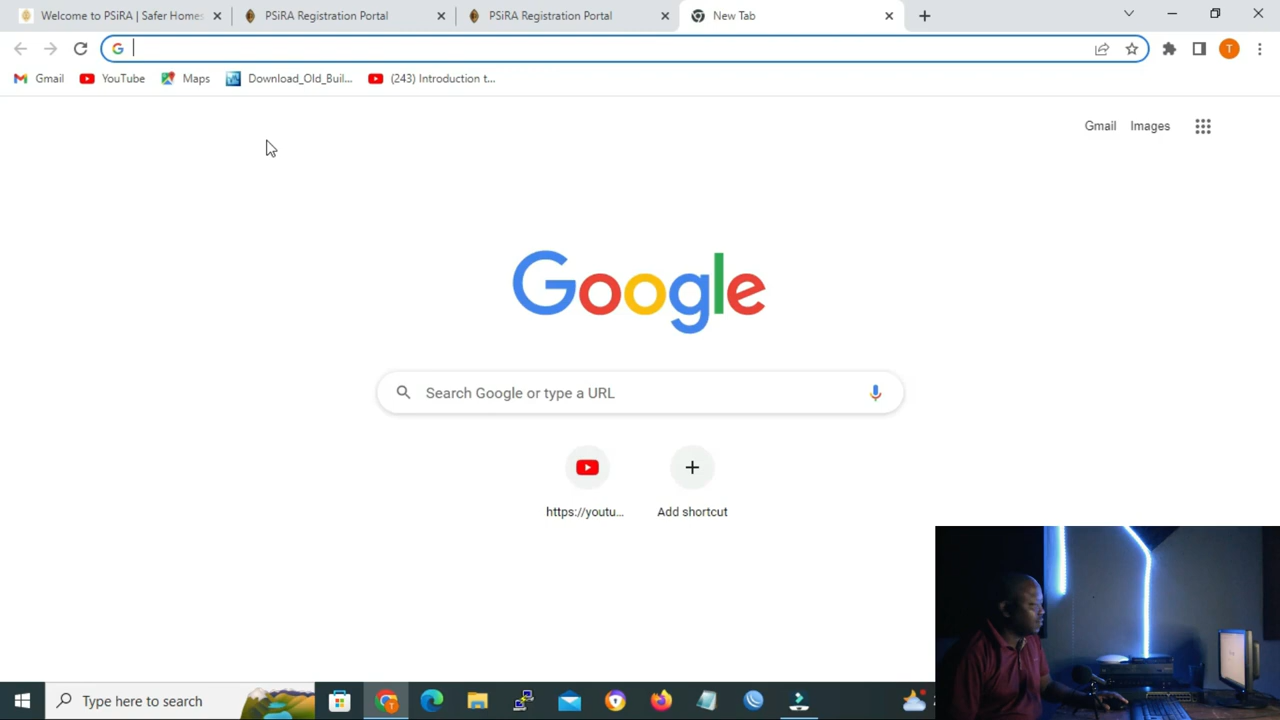 Welcome to PSiRA | Safer Homes
PSiRA Registration Portal
PSiRA Registration Portal
New Tab
Gmail
YouTube
Maps
Download_Old_Buil...
(243) Introduction t...
T
Gmail
Images
Google
Search Google or type a URL
https://youtu...
Add shortcut
Type here to search